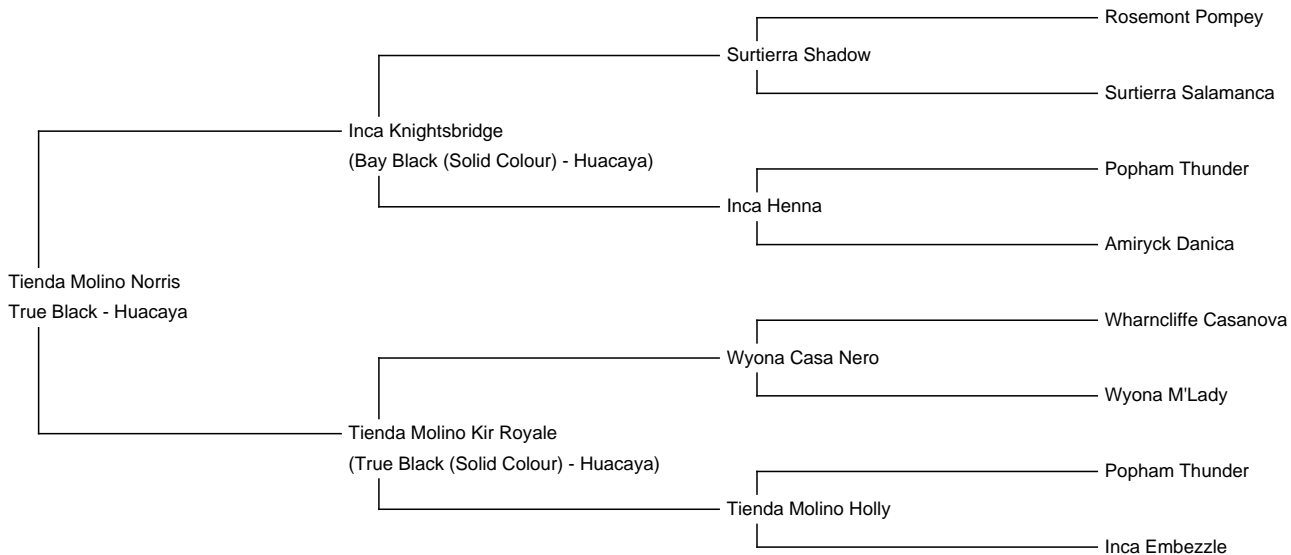 Rosemont Pompey
Surtierra Shadow
Surtierra Salamanca
Inca Knightsbridge
(Bay Black (Solid Colour) - Huacaya)
Popham Thunder
Inca Henna
Amiryck Danica
Tienda Molino Norris
True Black - Huacaya
Wharncliffe Casanova
Wyona Casa Nero
Wyona M'Lady
Tienda Molino Kir Royale
(True Black (Solid Colour) - Huacaya)
Popham Thunder
Tienda Molino Holly
Inca Embezzle